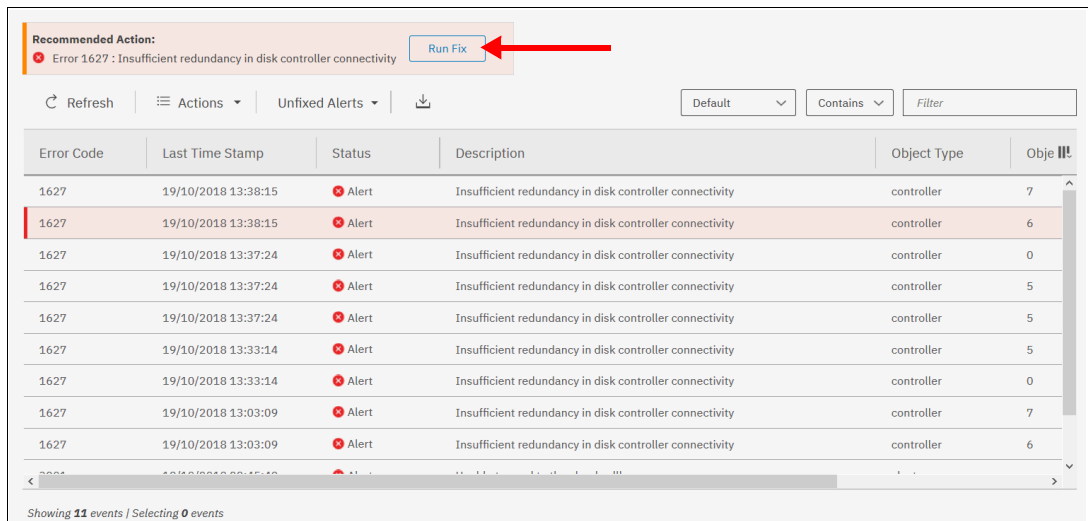 Recommended Action:
Error 1627 : Insufficient redundancy in disk controller connectivity
Run Fix
Refresh Actions Unfixed Alerts Default Contains Filter
Error Code Last Time Stamp Status Description Object Type Obje
1627 19/10/2018 13:38:15 Alert Insufficient redundancy in disk controller connectivity controller 7
1627 19/10/2018 13:38:15 Alert Insufficient redundancy in disk controller connectivity controller 6
1627 19/10/2018 13:37:24 Alert Insufficient redundancy in disk controller connectivity controller 0
1627 19/10/2018 13:37:24 Alert Insufficient redundancy in disk controller connectivity controller 5
1627 19/10/2018 13:37:24 Alert Insufficient redundancy in disk controller connectivity controller 5
1627 19/10/2018 13:33:14 Alert Insufficient redundancy in disk controller connectivity controller 5
1627 19/10/2018 13:33:14 Alert Insufficient redundancy in disk controller connectivity controller 0
1627 19/10/2018 13:03:09 Alert Insufficient redundancy in disk controller connectivity controller 7
1627 19/10/2018 13:03:09 Alert Insufficient redundancy in disk controller connectivity controller 6
Showing 11 events | Selecting 0 events